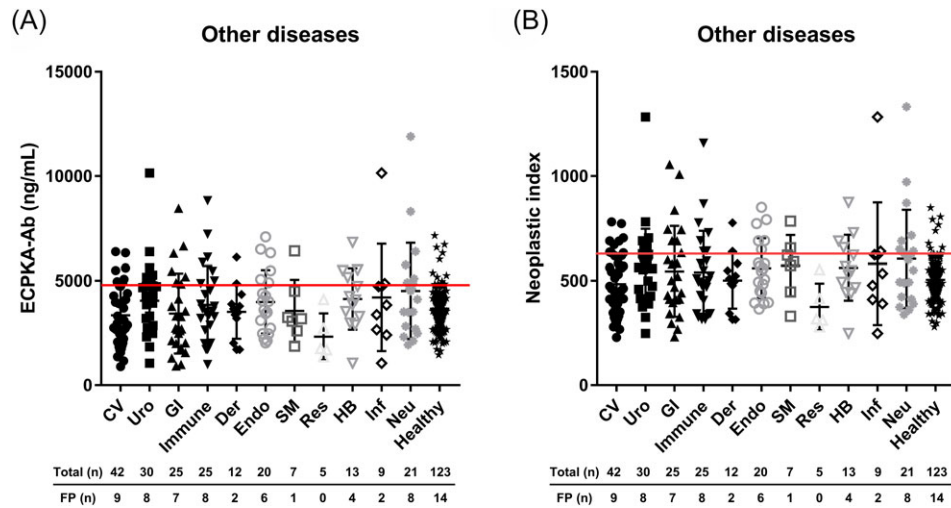 (A)
Other diseases
ECPKA-Ab (ng/mL)
15000
10000
5000
0
CV Uro GI Immune Der Endo SM Res HB Inf Neu Healthy
Total (n) 42 30 25 25 12 20 7 5 13 9 21 123
FP (n) 9 8 7 8 2 6 1 0 4 2 8 14
(B)
Other diseases
Neoplastic index
1500
1000
500
0
CV Uro GI Immune Der Endo SM Res HB Inf Neu Healthy
Total (n) 42 30 25 25 12 20 7 5 13 9 21 123
FP (n) 9 8 7 8 2 6 1 0 4 2 8 14